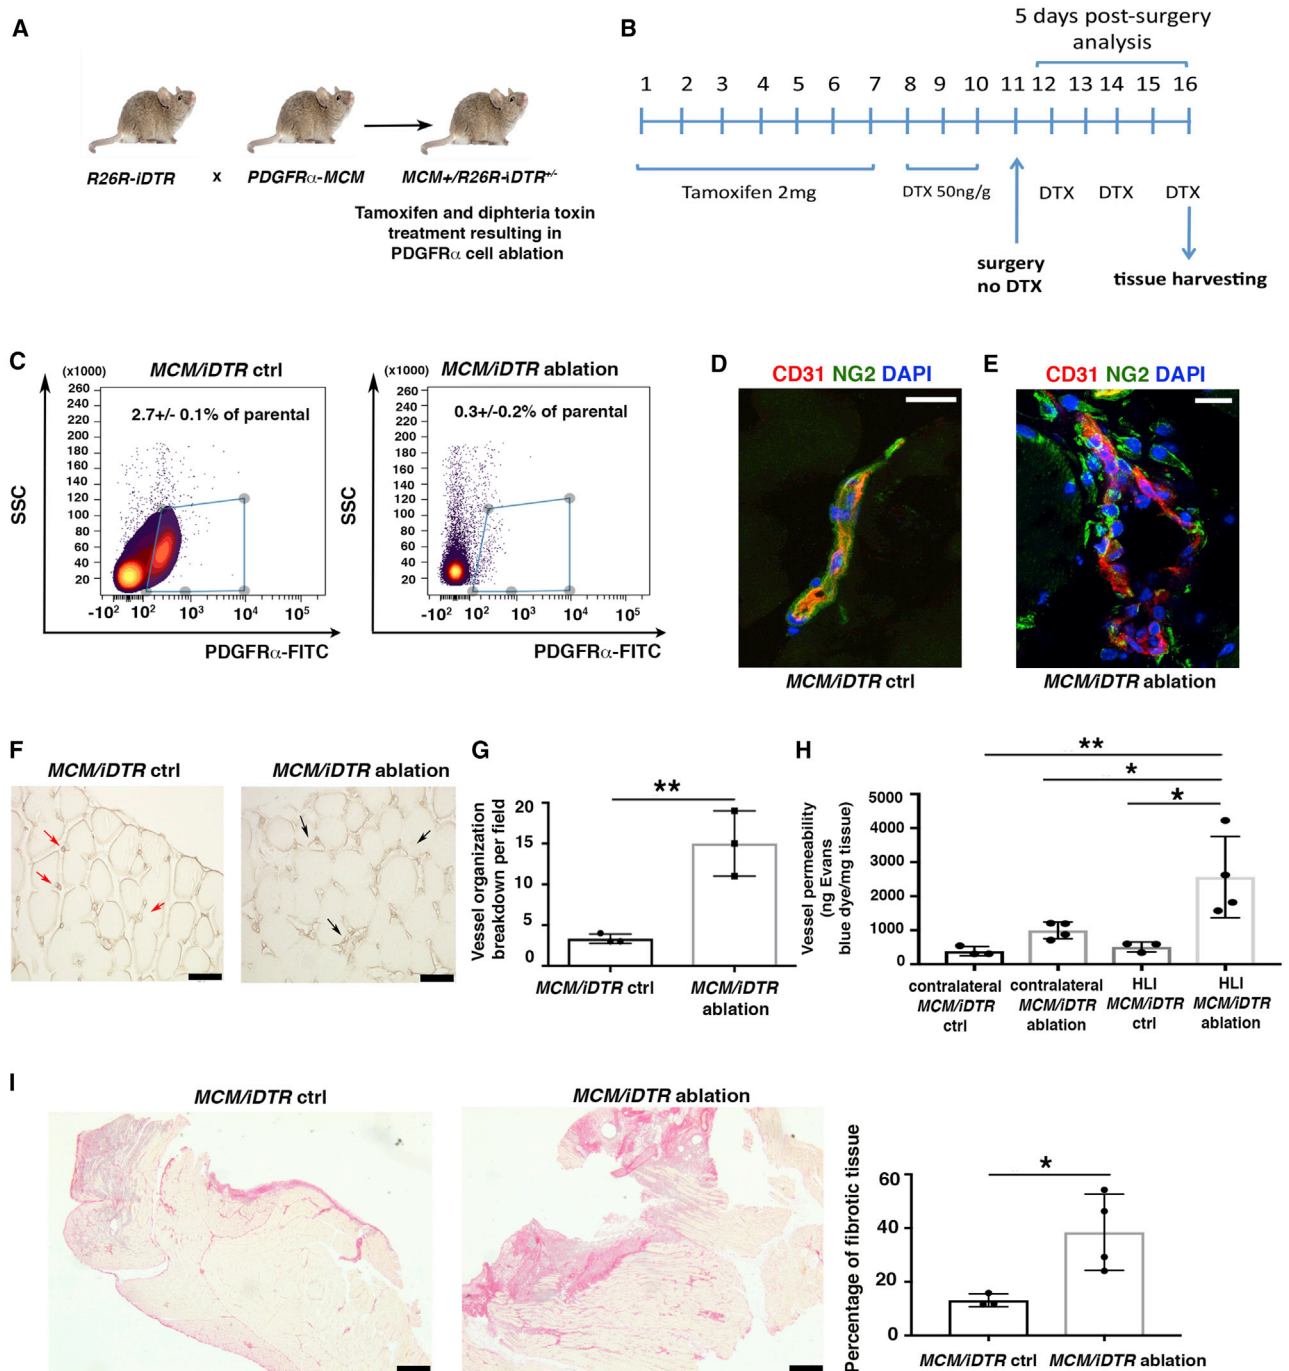 A
R26R-iDTR x PDGFRα-MCM MCM+/R26R-iDTR+/-
Tamoxifen and diphteria toxin
treatment resulting in
PDGFRα cell ablation
B
5 days post-surgery
analysis
1 2 3 4 5 6 7 8 9 10 11 12 13 14 15 16
Tamoxifen 2mg
DTX 50ng/g
DTX DTX DTX
surgery
no DTX
tissue harvesting
C
MCM/iDTR ctrl
(x1000)
260
240
220
200
180
160
140
120
100
80
60
40
20
2.7+/- 0.1% of parental
SSC
-10² 10² 10³ 10⁴ 10⁵
PDGFRα-FITC
MCM/iDTR ablation
(x1000)
260
240
220
200
180
160
140
120
100
80
60
40
20
0.3+/-0.2% of parental
SSC
-10² 10² 10³ 10⁴ 10⁵
PDGFRα-FITC
D
CD31 NG2 DAPI
MCM/iDTR ctrl
E
CD31 NG2 DAPI
MCM/iDTR ablation
F
MCM/iDTR ctrl
MCM/iDTR ablation
G
Vessel organization
breakdown per field
20
15
10
5
0
**
MCM/iDTR ctrl
MCM/iDTR
ablation
H
Vessel permeability
(ng Evans
blue dye/mg tissue)
5000
4000
3000
2000
1000
0
**
*
*
contralateral
MCM/iDTR
ctrl
contralateral
MCM/iDTR
ablation
HLI
MCM/iDTR
ctrl
HLI
MCM/iDTR
ablation
I
MCM/iDTR ctrl
MCM/iDTR ablation
Percentage of fibrotic tissue
60
40
20
0
*
MCM/iDTR ctrl
MCM/iDTR ablation